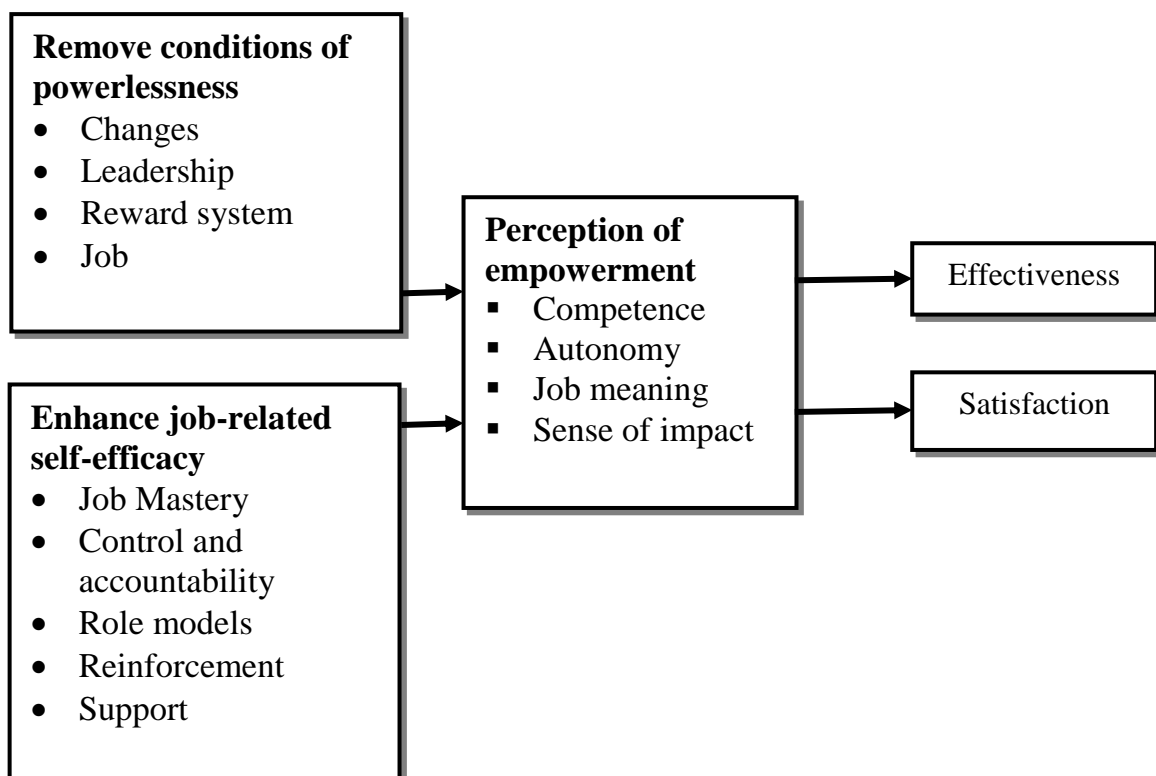 Remove conditions of
powerlessness
• Changes
• Leadership
• Reward system
• Job
Enhance job-related
self-efficacy
• Job Mastery
• Control and
accountability
• Role models
• Reinforcement
• Support
Perception of
empowerment
▪ Competence
▪ Autonomy
▪ Job meaning
▪ Sense of impact
Effectiveness
Satisfaction